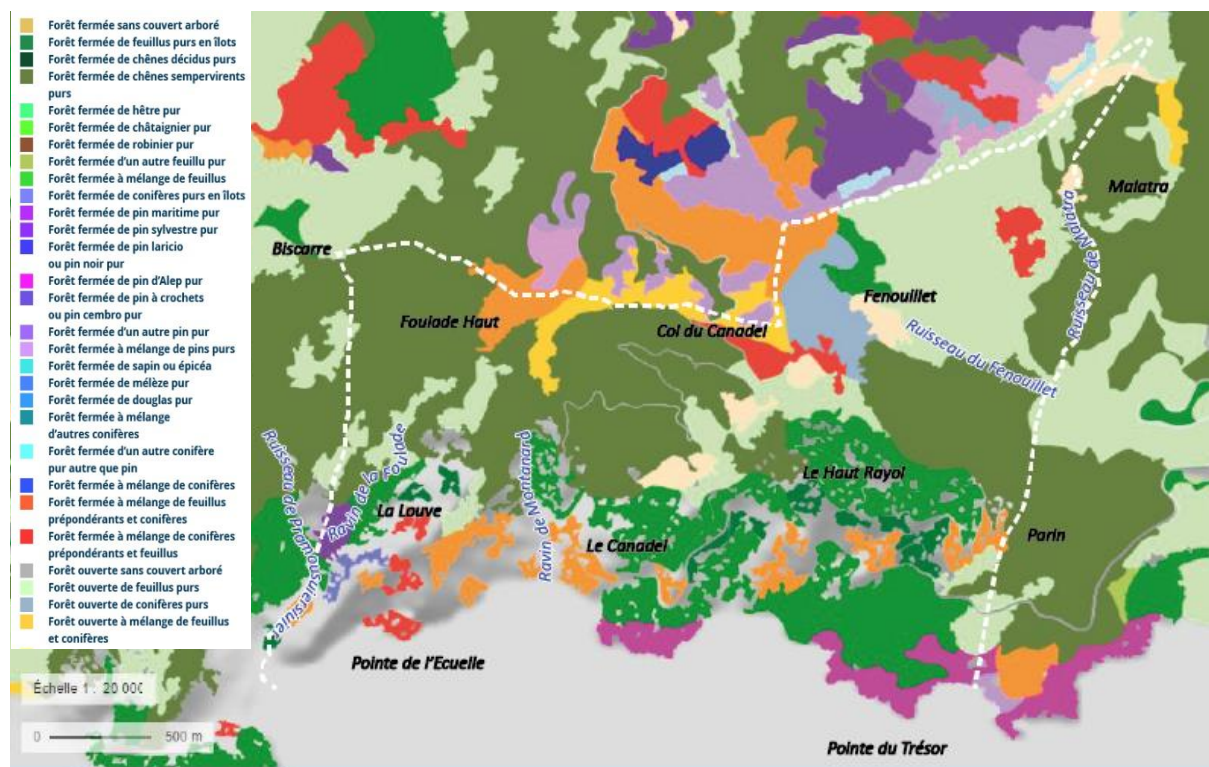 Forêt fermée sans couvert arboré
Forêt fermée de feuillus purs en îlots
Forêt fermée de chênes décidus purs
Forêt fermée de chênes sempervirents
purs
Forêt fermée de hêtre pur
Forêt fermée de châtaignier pur
Forêt fermée de robinier pur
Forêt fermée d'un autre feuillu pur
Forêt fermée à mélange de feuillus
Forêt fermée de conifères purs en îlots
Forêt fermée de pin maritime pur
Forêt fermée de pin sylvestre pur
Forêt fermée de pin laricio
ou pin noir pur
Forêt fermée de pin d'Alep pur
Forêt fermée de pin à crochets
ou pin cembro pur
Forêt fermée d'un autre pin pur
Forêt fermée à mélange de pins purs
Forêt fermée de sapin ou épicéa
Forêt fermée de mélèze pur
Forêt fermée de douglas pur
Forêt fermée à mélange
d'autres conifères
Forêt fermée d'un autre conifère
pur autre que pin
Forêt fermée à mélange de conifères
Forêt fermée à mélange de feuillus
prépondérants et conifères
Forêt fermée à mélange de conifères
prépondérants et feuillus
Forêt ouverte sans couvert arboré
Forêt ouverte de feuillus purs
Forêt ouverte de conifères purs
Forêt ouverte à mélange de feuillus
et conifères
Échelle 1 : 20 000
0 500 m
Biscarre
Malatra
Ruisseau de Malatra
Foulade Haut
Col du Canadel
Fenouillet
Ruisseau du Fenouillet
Ruisseau de Pramousniersiniei
Ravin de la Foulade
Ravin de Montanard
La Louve
Le Haut Rayol
Le Canadel
Parin
Pointe de l'Ecuelle
Pointe du Trésor